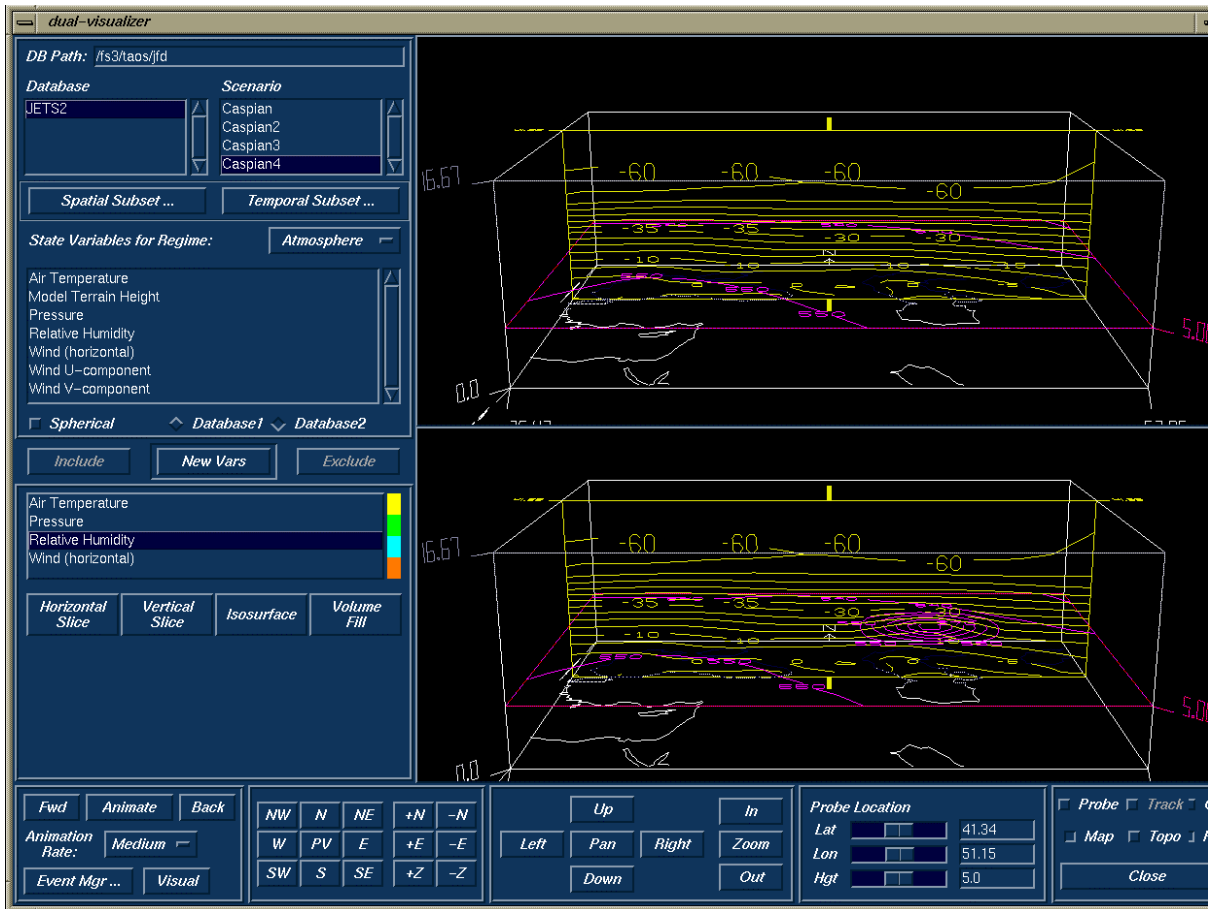 dual-visualizer
DB Path: /fs3/taos/jfd
Database
Scenario
JETS2
Caspian
Caspian2
Caspian3
Caspian4
Spatial Subset ...
Temporal Subset ...
State Variables for Regime:
Atmosphere
Air Temperature
Model Terrain Height
Pressure
Relative Humidity
Wind (horizontal)
Wind U-component
Wind V-component
Spherical
Database1
Database2
Include
New Vars
Exclude
Air Temperature
Pressure
Relative Humidity
Wind (horizontal)
Horizontal
Slice
Vertical
Slice
Isosurface
Volume
Fill
16.67
-60 -60 -60
-60
-35 -35
-30 -30
N
-10
550
550
5.00
0.0
16.67
-60 -60 -60
-60
-35 -35
-30
N
-10
550
550
5.00
0.0
Fwd
Animate
Back
Animation
Rate:
Medium
Event Mgr ...
Visual
NW N NE +N -N
W PV E +E -E
SW S SE +Z -Z
Up
Left
Pan
Right
Down
In
Zoom
Out
Probe Location
Lat 41.34
Lon 51.15
Hgt 5.0
Probe
Track
Map
Topo
Close